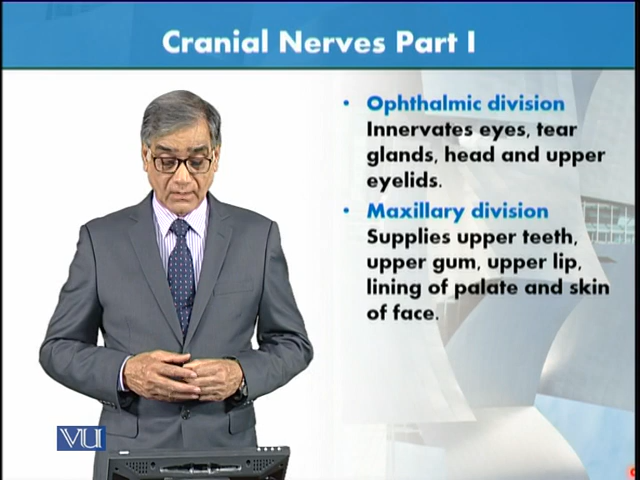 Cranial Nerves Part I
• Ophthalmic division
Innervates eyes, tear
glands, head and upper
eyelids.
• Maxillary division
Supplies upper teeth,
upper gum, upper lip,
lining of palate and skin
of face.
VU